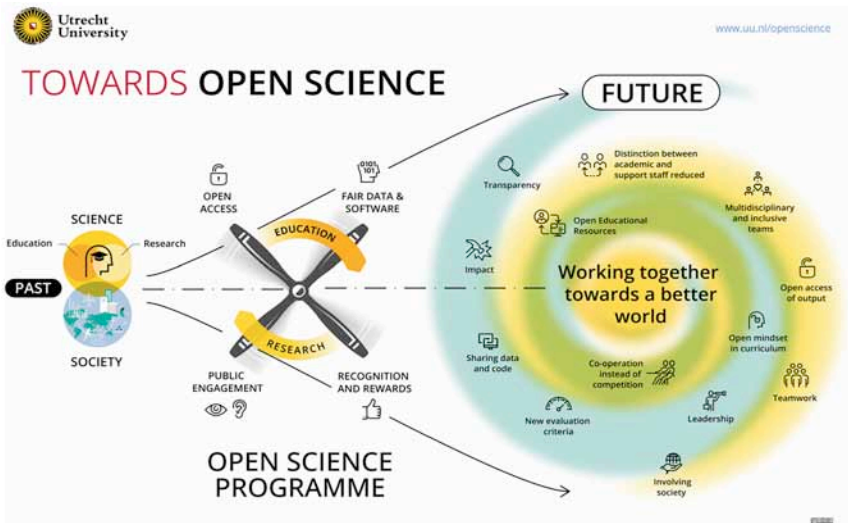 Utrecht
University
www.uu.nl/openscience
TOWARDS OPEN SCIENCE
FUTURE
OPEN
ACCESS
0101
101
FAIR DATA &
SOFTWARE
SCIENCE
Education
Research
PAST
SOCIETY
EDUCATION
RESEARCH
PUBLIC
ENGAGEMENT
RECOGNITION
AND REWARDS
OPEN SCIENCE
PROGRAMME
Transparency
Distinction between
academic and
support staff reduced
Multidisciplinary
and inclusive
teams
Open Educational
Resources
Impact
Working together
towards a better
world
Open access
of output
Open mindset
in curriculum
Sharing data
and code
Co-operation
instead of
competition
Teamwork
New evaluation
criteria
Leadership
Involving
society